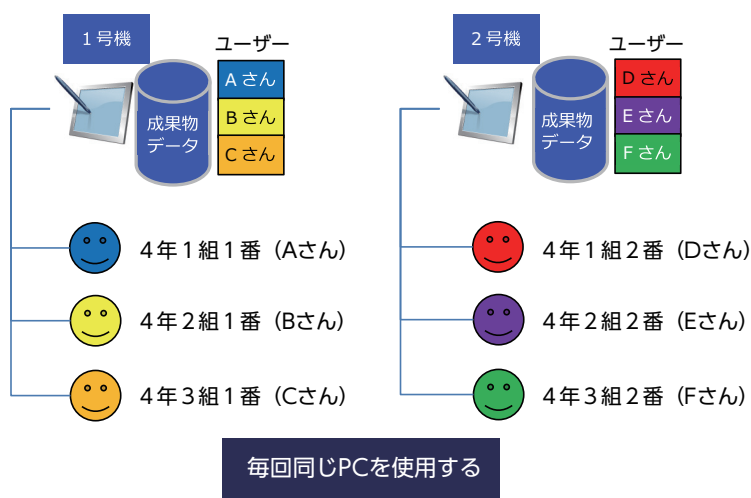 1号機
ユーザー
Aさん
Bさん
Cさん
成果物
データ
4年1組1番（Aさん）
4年2組1番（Bさん）
4年3組1番（Cさん）
2号機
ユーザー
Dさん
Eさん
Fさん
成果物
データ
4年1組2番（Dさん）
4年2組2番（Eさん）
4年3組2番（Fさん）
毎回同じPCを使用する